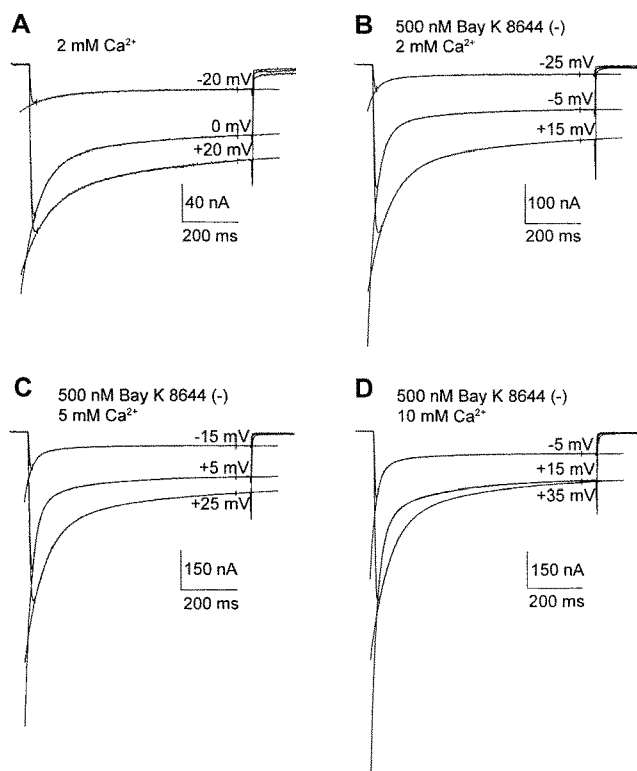 A
2 mM Ca²⁺
-20 mV
0 mV
+20 mV
40 nA
200 ms
B
500 nM Bay K 8644 (-)
2 mM Ca²⁺
-25 mV
-5 mV
+15 mV
100 nA
200 ms
C
500 nM Bay K 8644 (-)
5 mM Ca²⁺
-15 mV
+5 mV
+25 mV
150 nA
200 ms
D
500 nM Bay K 8644 (-)
10 mM Ca²⁺
-5 mV
+15 mV
+35 mV
150 nA
200 ms